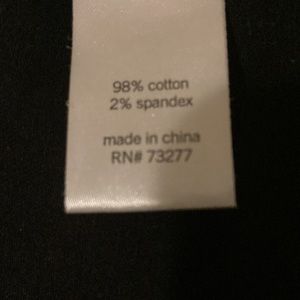 98% cotton
2% spandex
made in china
RN# 73277